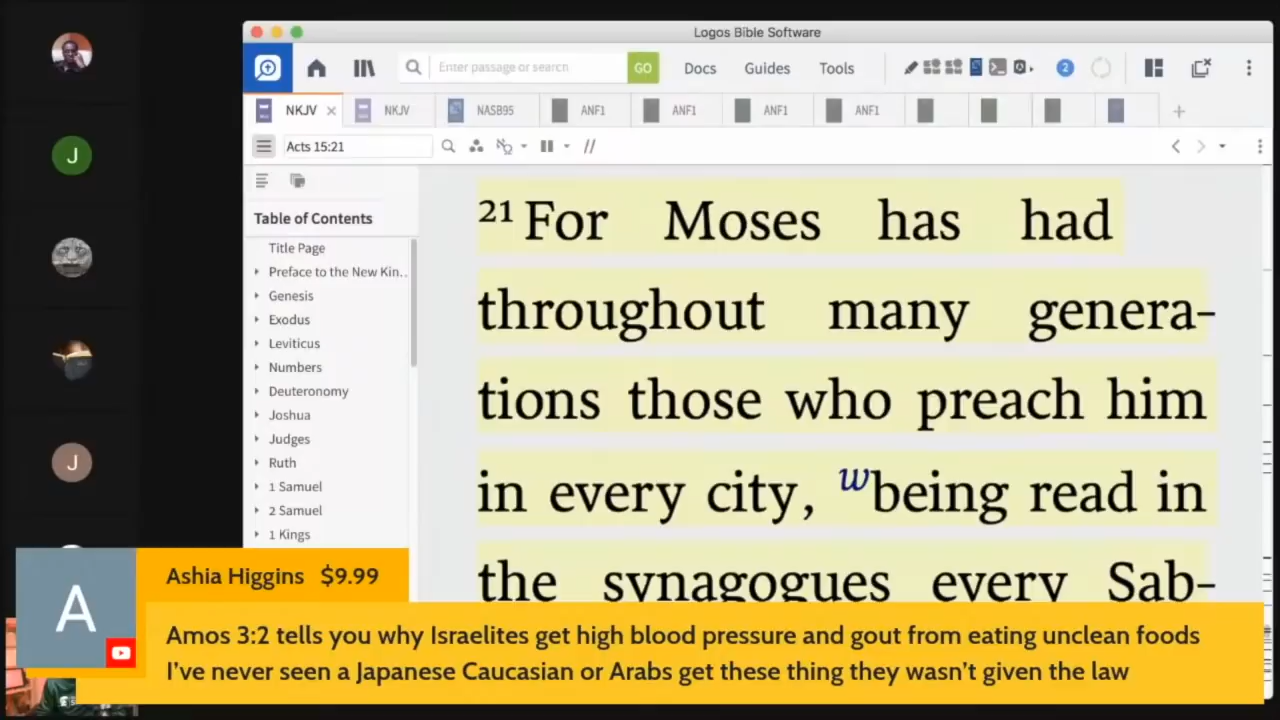 Logos Bible Software
Enter passage or search GO Docs Guides Tools 2
NKJV NKJV NASB95 ANF1 ANF1 ANF1 ANF1
Acts 15:21
Table of Contents
Title Page
Preface to the New Kin..
Genesis
Exodus
Leviticus
Numbers
Deuteronomy
Joshua
Judges
Ruth
1 Samuel
2 Samuel
1 Kings
21 For Moses has had
throughout many genera-
tions those who preach him
in every city, w being read in
the synagogues every Sab-
J
J
A
Ashia Higgins $9.99
Amos 3:2 tells you why Israelites get high blood pressure and gout from eating unclean foods
I've never seen a Japanese Caucasian or Arabs get these thing they wasn't given the law